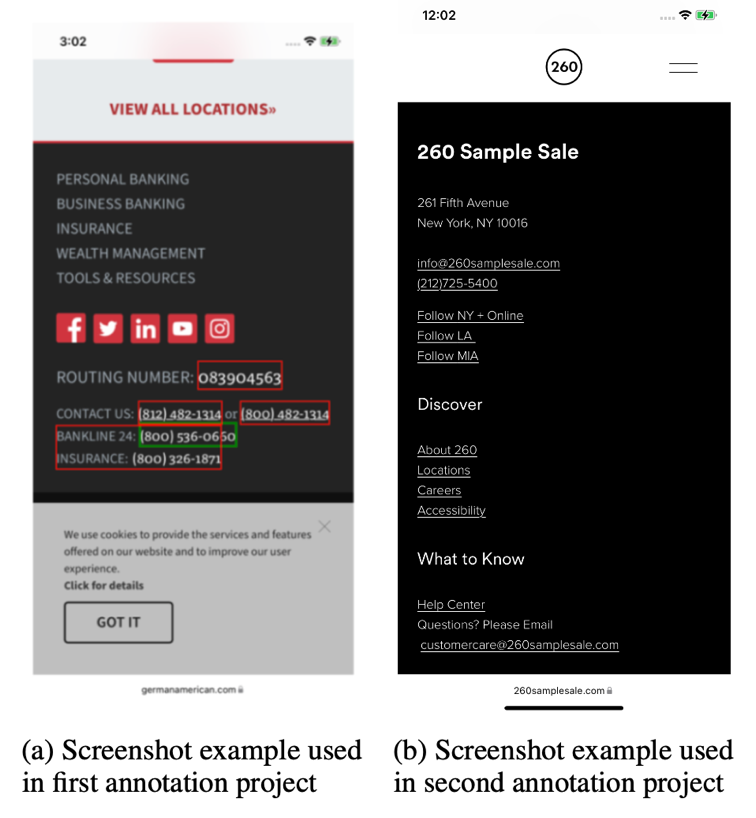 3:02
VIEW ALL LOCATIONS»
PERSONAL BANKING
BUSINESS BANKING
INSURANCE
WEALTH MANAGEMENT
TOOLS & RESOURCES
f in
ROUTING NUMBER: 083904563
CONTACT US: (812) 482-1314 or (800) 482-1314
BANKLINE 24: (800) 536-0650
INSURANCE: (800) 326-1871
We use cookies to provide the services and features
offered on our website and to improve our user
experience.
Click for details
GOT IT
germanamerican.com
(a) Screenshot example used
in first annotation project
12:02
260
260 Sample Sale
261 Fifth Avenue
New York, NY 10016
info@260samplesale.com
(212)725-5400
Follow NY + Online
Follow LA
Follow MIA
Discover
About 260
Locations
Careers
Accessibility
What to Know
Help Center
Questions? Please Email
customercare@260samplesale.com
260samplesale.com
(b) Screenshot example used
in second annotation project